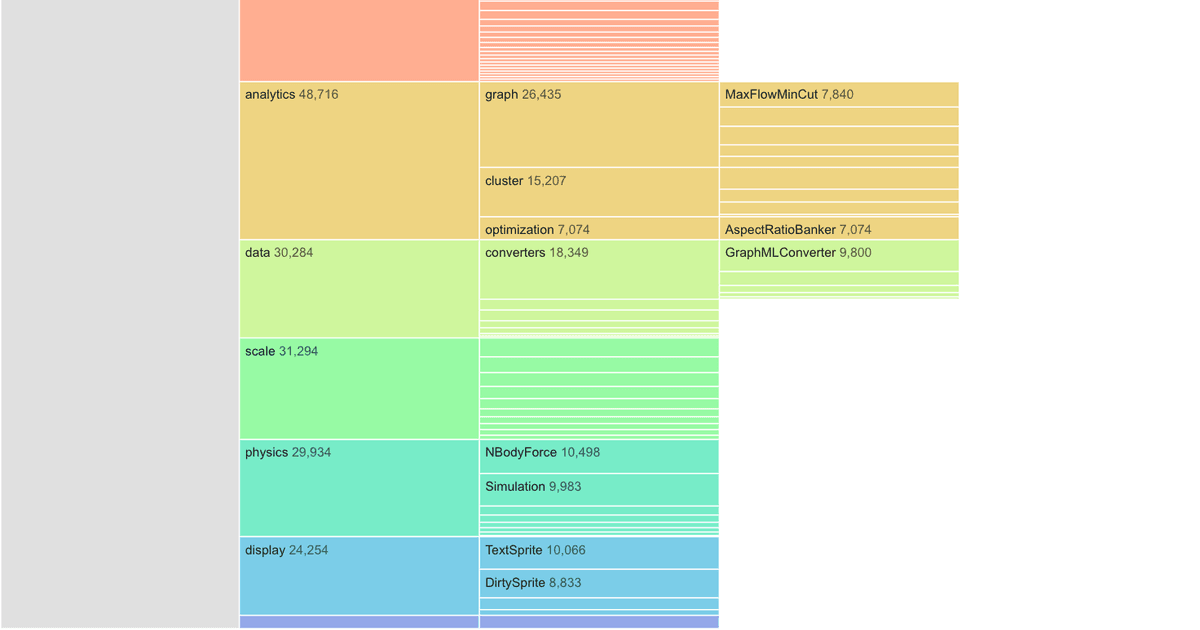 analytics 48,716
graph 26,435
MaxFlowMinCut 7,840
cluster 15,207
optimization 7,074
AspectRatioBanker 7,074
data 30,284
converters 18,349
GraphMLConverter 9,800
scale 31,294
physics 29,934
NBodyForce 10,498
Simulation 9,983
display 24,254
TextSprite 10,066
DirtySprite 8,833